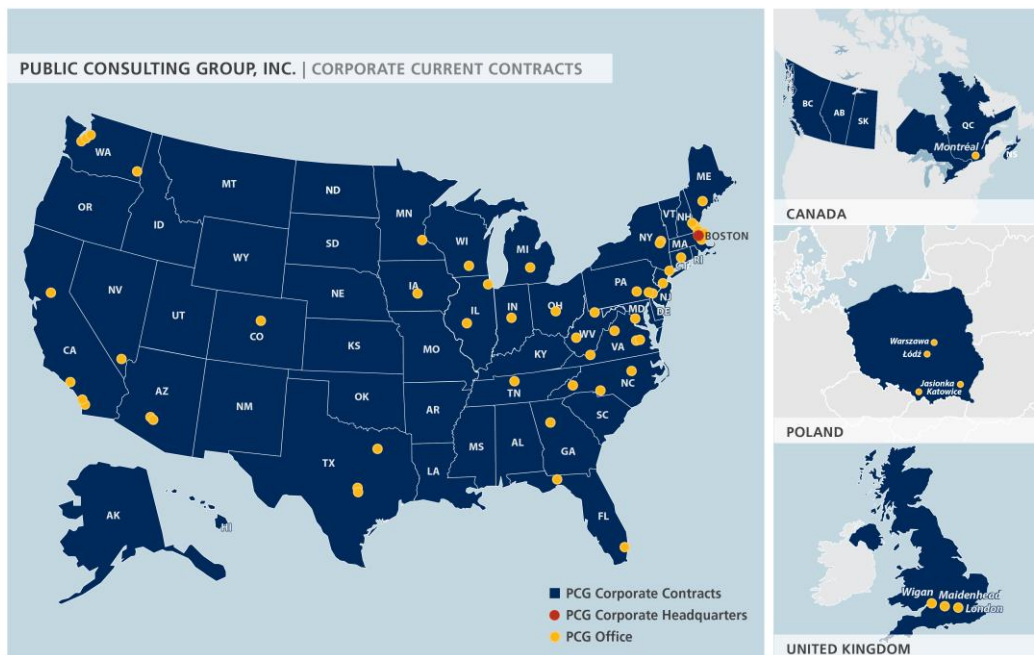 PUBLIC CONSULTING GROUP, INC. | CORPORATE CURRENT CONTRACTS
WA
MT
ND
MN
ME
OR
ID
SD
WI
MI
VT
NH
NY
MA
BOSTON
WY
RI
CT
IA
PA
NE
NJ
NV
OH
MD
DE
UT
IL
IN
CO
WV
VA
CA
KS
MO
KY
NC
AZ
NM
OK
TN
AR
SC
MS
AL
GA
TX
LA
AK
HI
FL
PCG Corporate Contracts
PCG Corporate Headquarters
PCG Office
BC
AB
SK
QC
Montréal
NS
CANADA
Warszawa
Łódź
Jasionka
Katowice
POLAND
Wigan
Maidenhead
London
UNITED KINGDOM